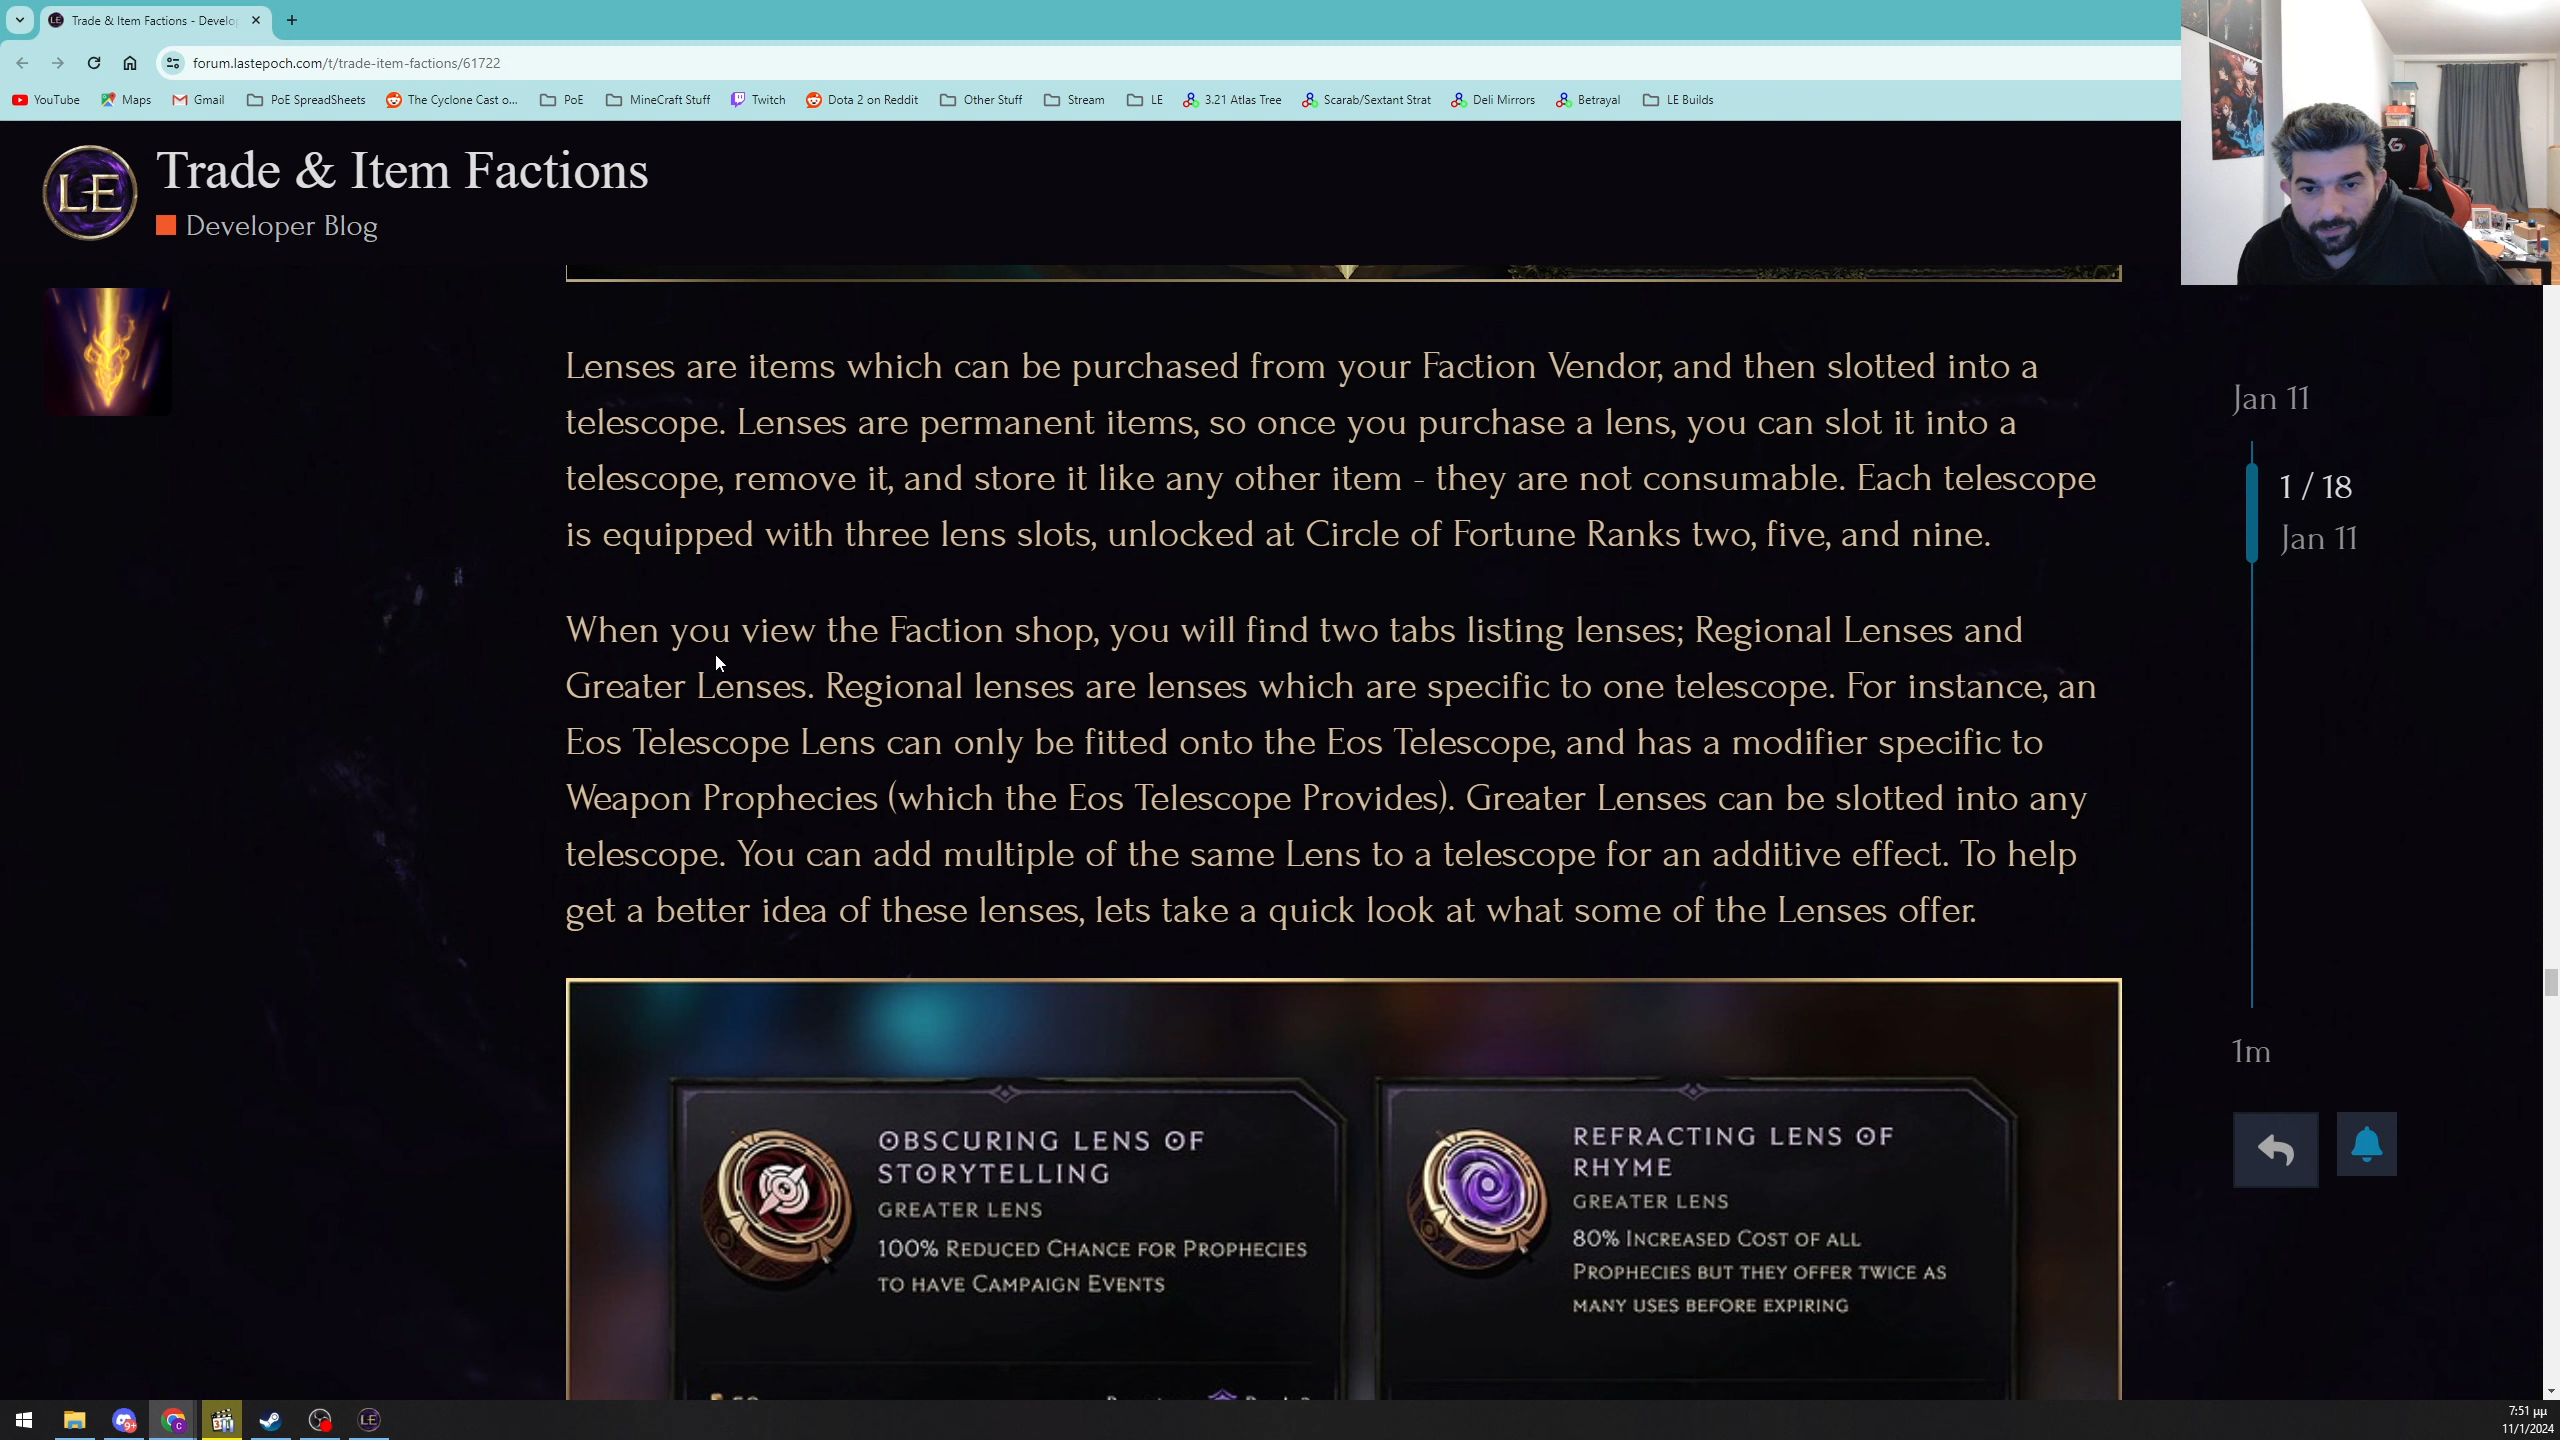 Trade & Item Factions - Develo
forum.lastepoch.com/t/trade-item-factions/61722
YouTube
Maps
Gmail
PoE SpreadSheets
The Cyclone Cast o...
PoE
MineCraft Stuff
Twitch
Dota 2 on Reddit
Other Stuff
Stream
LE
3.21 Atlas Tree
Scarab/Sextant Strat
Deli Mirrors
Betrayal
LE Builds
LE
Trade & Item Factions
Developer Blog
Lenses are items which can be purchased from your Faction Vendor, and then slotted into a
telescope. Lenses are permanent items, so once you purchase a lens, you can slot it into a
telescope, remove it, and store it like any other item - they are not consumable. Each telescope
is equipped with three lens slots, unlocked at Circle of Fortune Ranks two, five, and nine.
When you view the Faction shop, you will find two tabs listing lenses; Regional Lenses and
Greater Lenses. Regional lenses are lenses which are specific to one telescope. For instance, an
Eos Telescope Lens can only be fitted onto the Eos Telescope, and has a modifier specific to
Weapon Prophecies (which the Eos Telescope Provides). Greater Lenses can be slotted into any
telescope. You can add multiple of the same Lens to a telescope for an additive effect. To help
get a better idea of these lenses, lets take a quick look at what some of the Lenses offer.
Jan 11
1 / 18
Jan 11
1m
OBSCURING LENS OF
STORYTELLING
GREATER LENS
100% REDUCED CHANCE FOR PROPHECIES
TO HAVE CAMPAIGN EVENTS
REFRACTING LENS OF
RHYME
GREATER LENS
80% INCREASED COST OF ALL
PROPHECIES BUT THEY OFFER TWICE AS
MANY USES BEFORE EXPIRING
9+
LE
7:51 μμ
11/1/2024